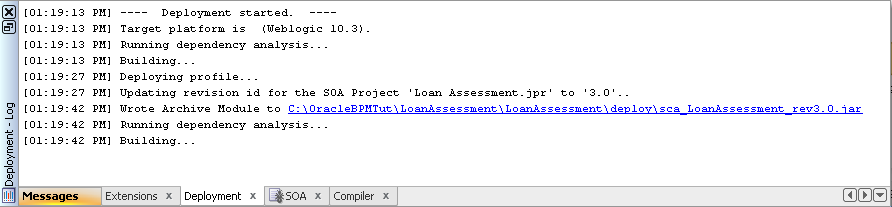 [01:19:13 PM] ----  Deployment started.  ----
[01:19:13 PM] Target platform is  (Weblogic 10.3).
[01:19:13 PM] Running dependency analysis...
[01:19:13 PM] Building...
[01:19:27 PM] Deploying profile...
[01:19:27 PM] Updating revision id for the SOA Project 'Loan Assessment.jpr' to '3.0'..
[01:19:42 PM] Wrote Archive Module to C:\OracleBPMTut\LoanAssessment\LoanAssessment\deploy\sca_LoanAssessment_rev3.0.jar
[01:19:42 PM] Running dependency analysis...
[01:19:42 PM] Building...
Deployment - Log
Messages Extensions x Deployment x SOA x Compiler x